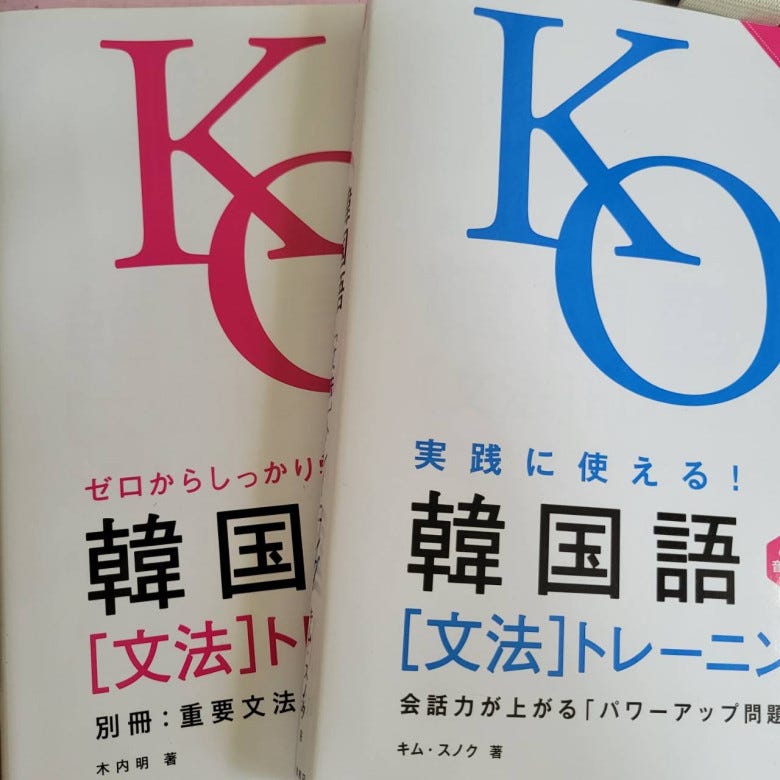 KO
ゼロからしっかり
韓国
[文法]トレ
別冊：重要文法
木内明 著
KO
実践に使える！
韓国語
音
[文法]トレーニン
会話力が上がる「パワーアップ問題
キム・スノク 著